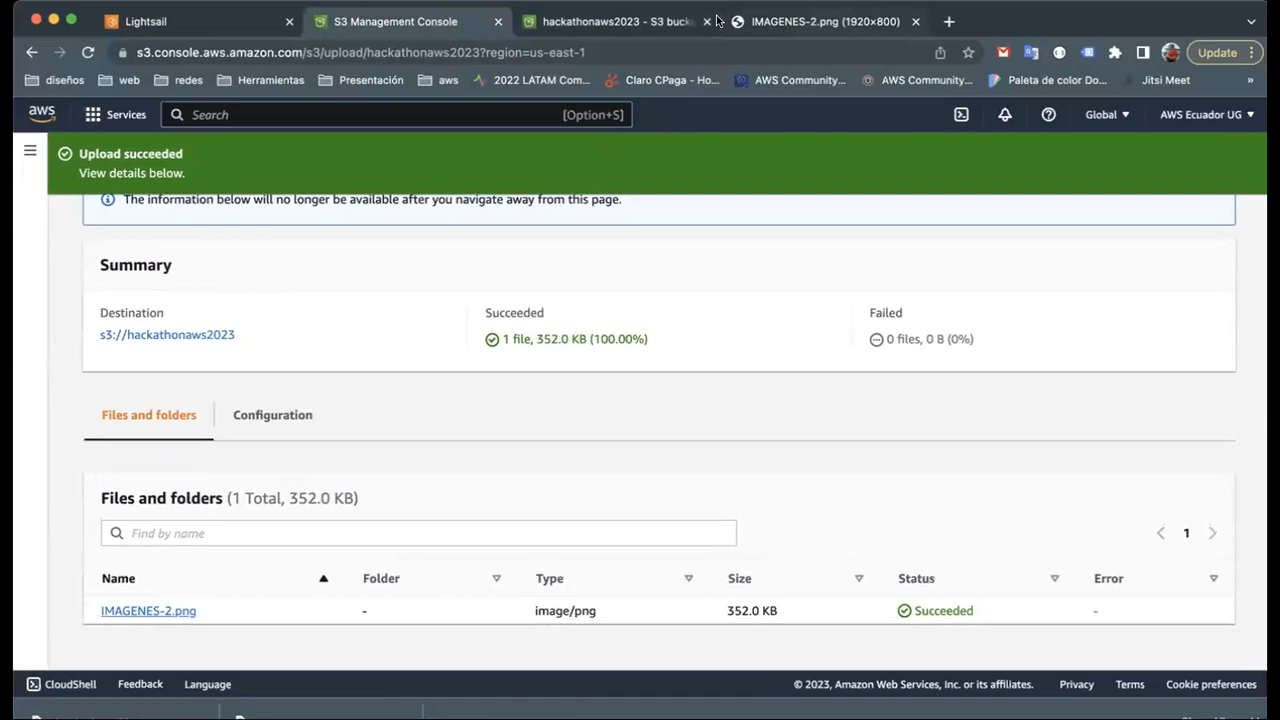 Lightsail
S3 Management Console
hackathonaws2023 - S3 buck
IMAGENES-2.png (1920×800)
s3.console.aws.amazon.com/s3/upload/hackathonaws2023?region=us-east-1
Update
diseños
web
redes
Herramientas
Presentación
aws
2022 LATAM Com...
Claro CPaga - Ho...
AWS Community...
AWS Community...
Paleta de color Do...
Jitsi Meet
»
aws
Services
Search
[Option+S]
Global
AWS Ecuador UG
Upload succeeded
View details below.
The information below will no longer be available after you navigate away from this page.
Summary
Destination
s3://hackathonaws2023
Succeeded
1 file, 352.0 KB (100.00%)
Failed
0 files, 0 B (0%)
Files and folders
Configuration
Files and folders (1 Total, 352.0 KB)
Find by name
1
Name Folder Type Size Status Error
IMAGENES-2.png - image/png 352.0 KB Succeeded -
CloudShell
Feedback
Language
© 2023, Amazon Web Services, Inc. or its affiliates.
Privacy
Terms
Cookie preferences